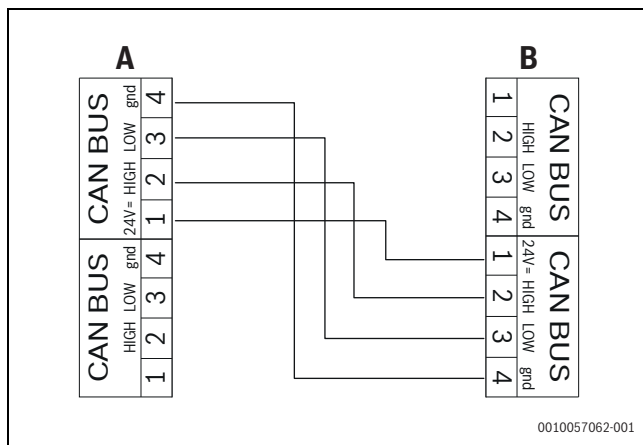 A
B
CAN BUS
24V= HIGH LOW gnd
1 2 3 4
CAN BUS
HIGH LOW gnd
1 2 3 4
CAN BUS
HIGH LOW gnd
1 2 3 4
CAN BUS
24V= HIGH LOW gnd
1 2 3 4
0010057062-001